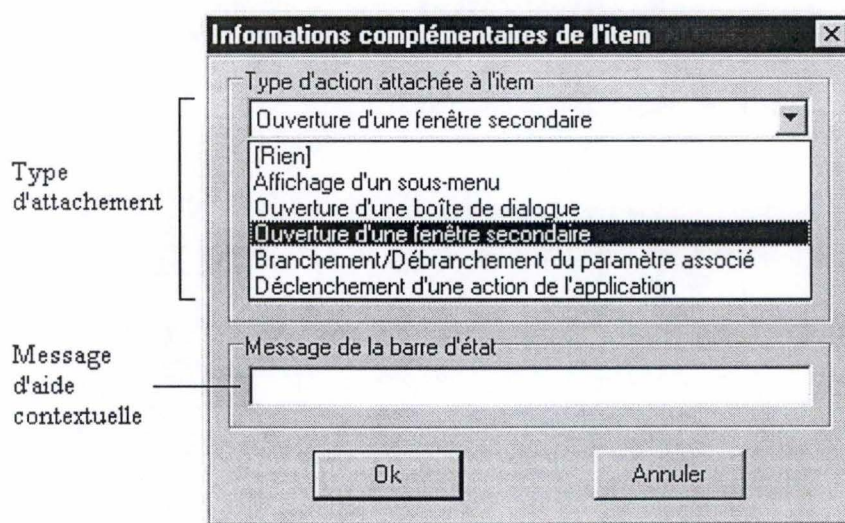 Informations complémentaires de l'item
Type d'action attachée à l'item
Ouverture d'une fenêtre secondaire
[Rien]
Affichage d'un sous-menu
Ouverture d'une boîte de dialogue
Ouverture d'une fenêtre secondaire
Branchement/Débranchement du paramètre associé
Déclenchement d'une action de l'application
Type
d'attachement
Message de la barre d'état
Message
d'aide
contextuelle
Ok
Annuler